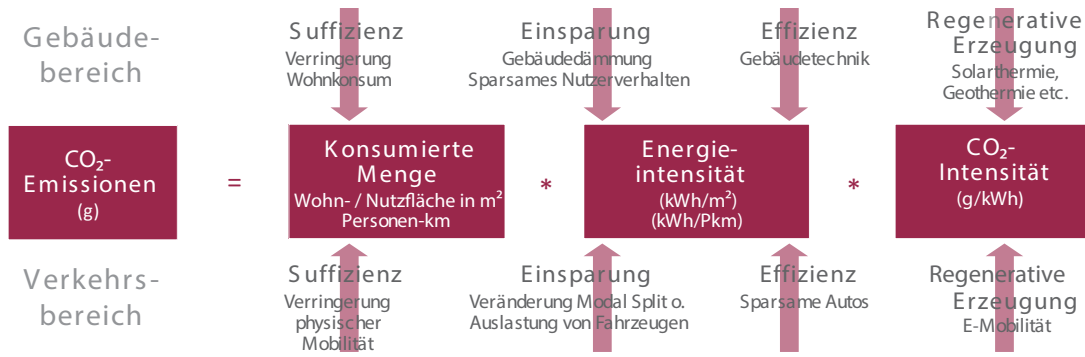 Gebäude-
bereich
Suffizienz
Verringerung
Wohnkonsum
Einsparung
Gebäudedämmung
Sparsames Nutzerverhalten
Effizienz
Gebäudetechnik
Regenerative
Erzeugung
Solarthermie,
Geothermie etc.
CO₂-
Emissionen
(g)
=
Konsumierte
Menge
Wohn- / Nutzfläche in m²
Personen-km
*
Energie-
intensität
(kWh/m²)
(kWh/Pkm)
*
CO₂-
Intensität
(g/kWh)
Verkehrs-
bereich
Suffizienz
Verringerung
physischer
Mobilität
Einsparung
Veränderung Modal Split o.
Auslastung von Fahrzeugen
Effizienz
Sparsame Autos
Regenerative
Erzeugung
E-Mobilität